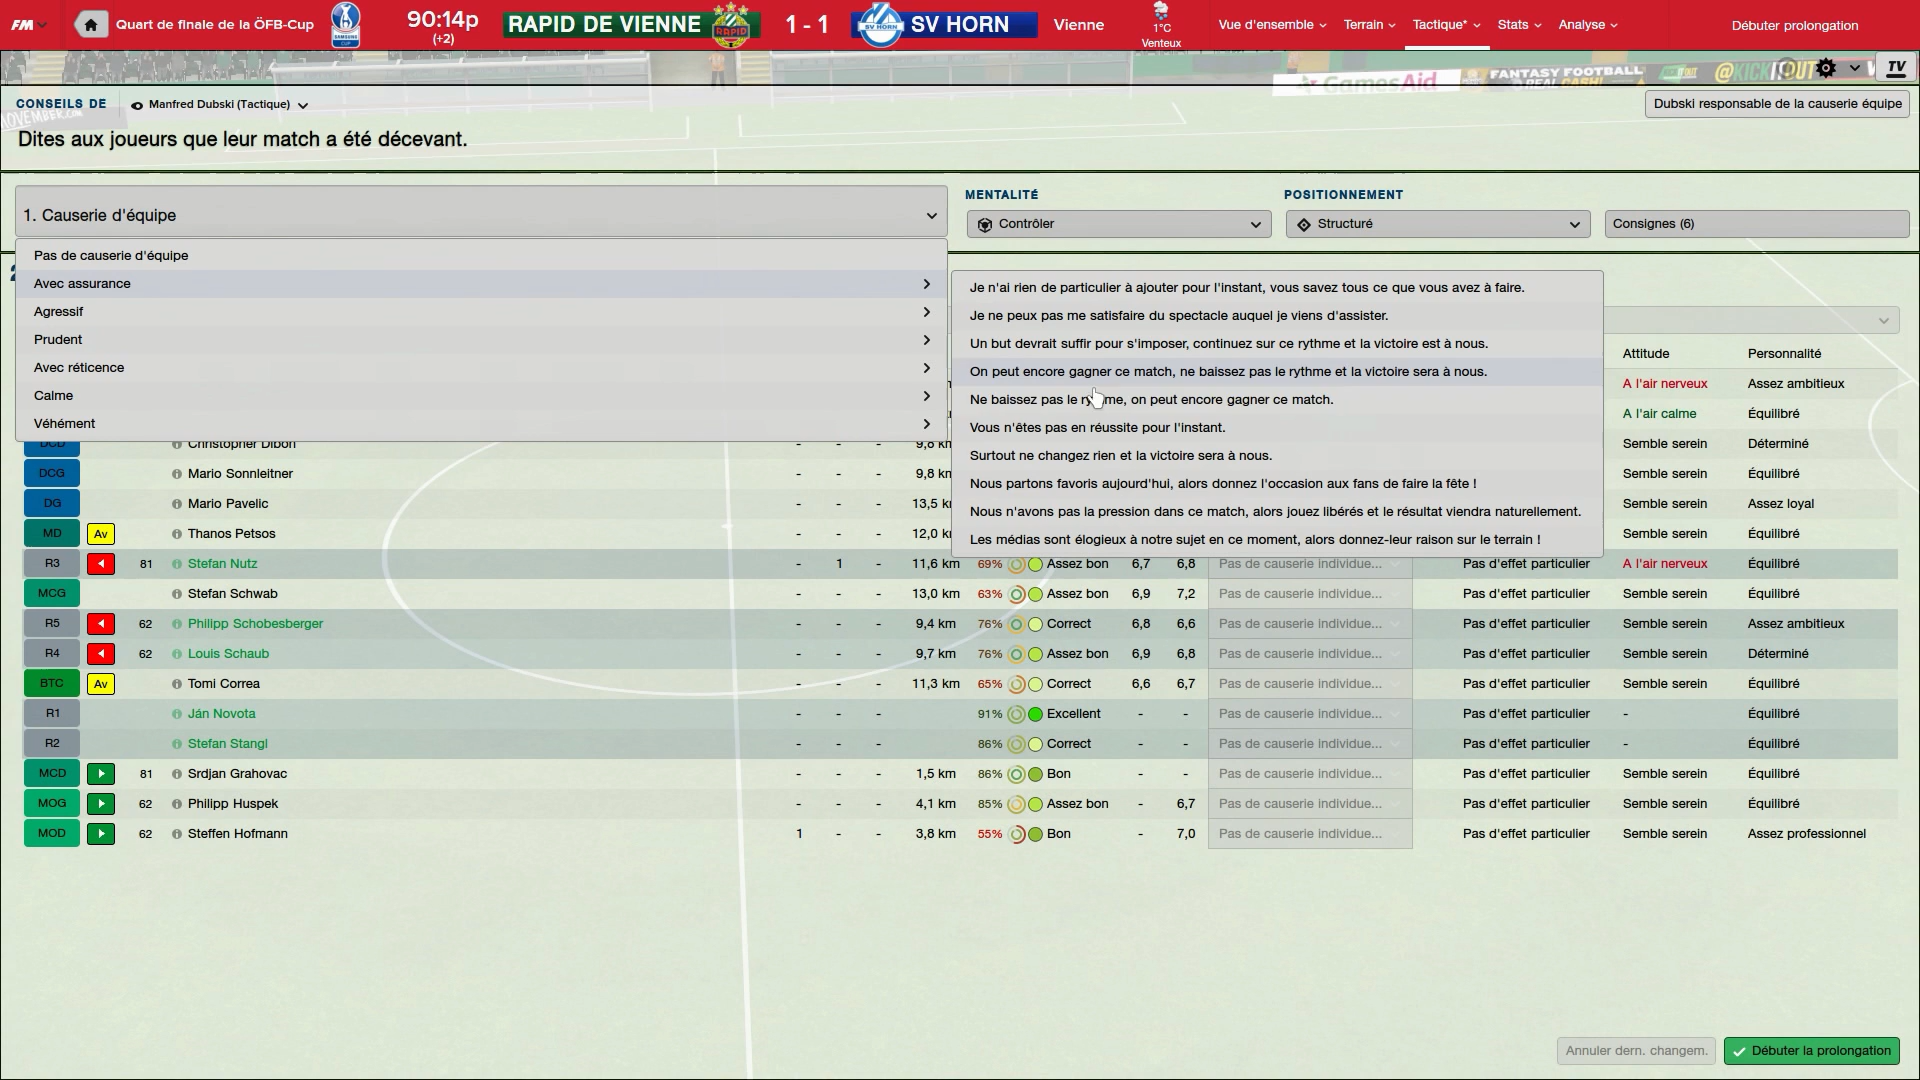 FM
Quart de finale de la ÖFB-Cup
SAMSUNG CUP
90:14p
(+2)
RAPID DE VIENNE
RAPID
1 - 1
SV HORN
Vienne
1°C
Venteux
Vue d'ensemble
Terrain
Tactique*
Stats
Analyse
Débuter prolongation
GamesAid
FANTASY FOOTBALL
REAL CASH!
@KICKITOUT
TV
CONSEILS DE
Manfred Dubski (Tactique)
Dubski responsable de la causerie équipe
Dites aux joueurs que leur match a été décevant.
1. Causerie d'équipe
MENTALITÉ
Contrôler
POSITIONNEMENT
Structuré
Consignes (6)
Pas de causerie d'équipe
Avec assurance
Agressif
Prudent
Avec réticence
Calme
Véhément
Je n'ai rien de particulier à ajouter pour l'instant, vous savez tous ce que vous avez à faire.
Je ne peux pas me satisfaire du spectacle auquel je viens d'assister.
Un but devrait suffir pour s'imposer, continuez sur ce rythme et la victoire est à nous.
On peut encore gagner ce match, ne baissez pas le rythme et la victoire sera à nous.
Ne baissez pas le rythme, on peut encore gagner ce match.
Vous n'êtes pas en réussite pour l'instant.
Surtout ne changez rien et la victoire sera à nous.
Nous partons favoris aujourd'hui, alors donnez l'occasion aux fans de faire la fête !
Nous n'avons pas la pression dans ce match, alors jouez libérés et le résultat viendra naturellement.
Les médias sont élogieux à notre sujet en ce moment, alors donnez-leur raison sur le terrain !
Attitude Personnalité
A l'air nerveux Assez ambitieux
A l'air calme Équilibré
DCD Christopher Dibon - - - 9,8 km Semble serein Déterminé
DCG Mario Sonnleitner - - - 9,8 km Semble serein Équilibré
DG Mario Pavelic - - - 13,5 km Semble serein Assez loyal
MD Av Thanos Petsos - - - 12,0 km Semble serein Équilibré
R3 81 Stefan Nutz - 1 - 11,6 km 69% Assez bon 6,7 6,8 Pas de causerie individue... Pas d'effet particulier A l'air nerveux Équilibré
MCG Stefan Schwab - - - 13,0 km 63% Assez bon 6,9 7,2 Pas de causerie individue... Pas d'effet particulier Semble serein Équilibré
R5 62 Philipp Schobesberger - - - 9,4 km 76% Correct 6,8 6,6 Pas de causerie individue... Pas d'effet particulier Semble serein Assez ambitieux
R4 62 Louis Schaub - - - 9,7 km 76% Assez bon 6,9 6,8 Pas de causerie individue... Pas d'effet particulier Semble serein Déterminé
BTC Av Tomi Correa - - - 11,3 km 65% Correct 6,6 6,7 Pas de causerie individue... Pas d'effet particulier Semble serein Équilibré
R1 Ján Novota - - - 91% Excellent - - Pas de causerie individue... Pas d'effet particulier - Équilibré
R2 Stefan Stangl - - - 86% Correct - - Pas de causerie individue... Pas d'effet particulier - Équilibré
MCD 81 Srdjan Grahovac - - - 1,5 km 86% Bon - - Pas de causerie individue... Pas d'effet particulier Semble serein Équilibré
MOG 62 Philipp Huspek - - - 4,1 km 85% Assez bon - 6,7 Pas de causerie individue... Pas d'effet particulier Semble serein Équilibré
MOD 62 Steffen Hofmann 1 - - 3,8 km 55% Bon - 7,0 Pas de causerie individue... Pas d'effet particulier Semble serein Assez professionnel
Annuler dern. changem.
Débuter la prolongation